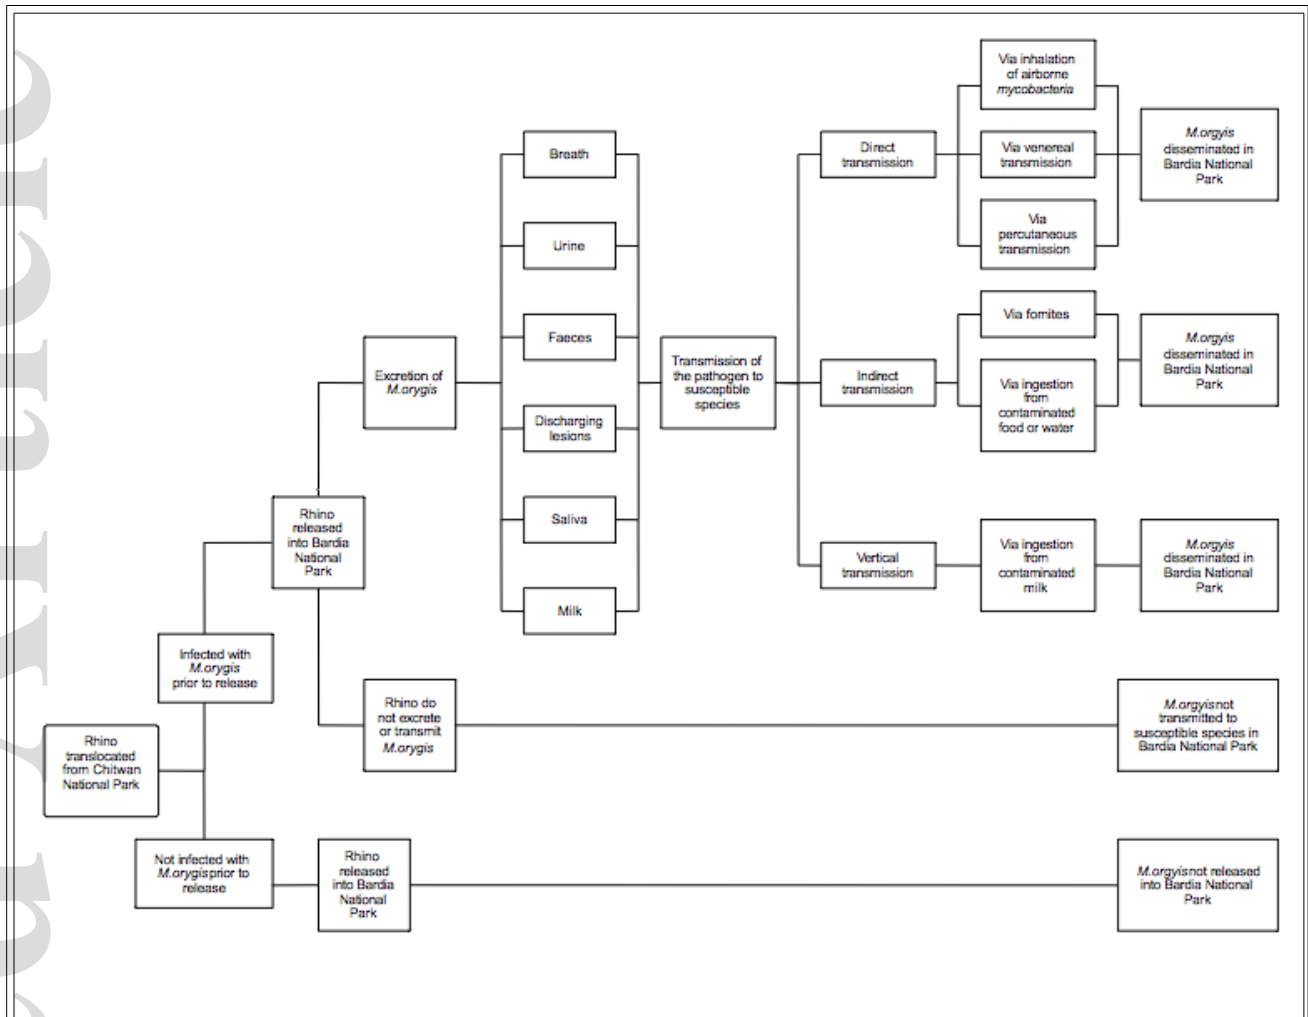 Via inhalation
of airborne
mycobacteria
Breath
Direct
transmission
Via venereal
transmission
M.orgyis
disseminated in
Bardia National
Park
Urine
Via
percutaneous
transmission
Faeces
Excretion of
M.orygis
Transmission of
the pathogen to
susceptible
species
Indirect
transmission
Via fomites
Via ingestion
from
contaminated
food or water
M.orgyis
disseminated in
Bardia National
Park
Discharging
lesions
Saliva
Rhino
released
into Bardia
National
Park
Vertical
transmission
Via ingestion
from
contaminated
milk
M.orgyis
disseminated in
Bardia National
Park
Milk
Infected with
M.orygis
prior to release
Rhino do
not excrete
or transmit
M.orygis
M.orgyisnot
transmitted to
susceptible species in
Bardia National Park
Rhino
translocated
from Chitwan
National Park
Not infected with
M.orygisprior to
release
Rhino
released
into Bardia
National
Park
M.orgyisnot released
into Bardia National
Park